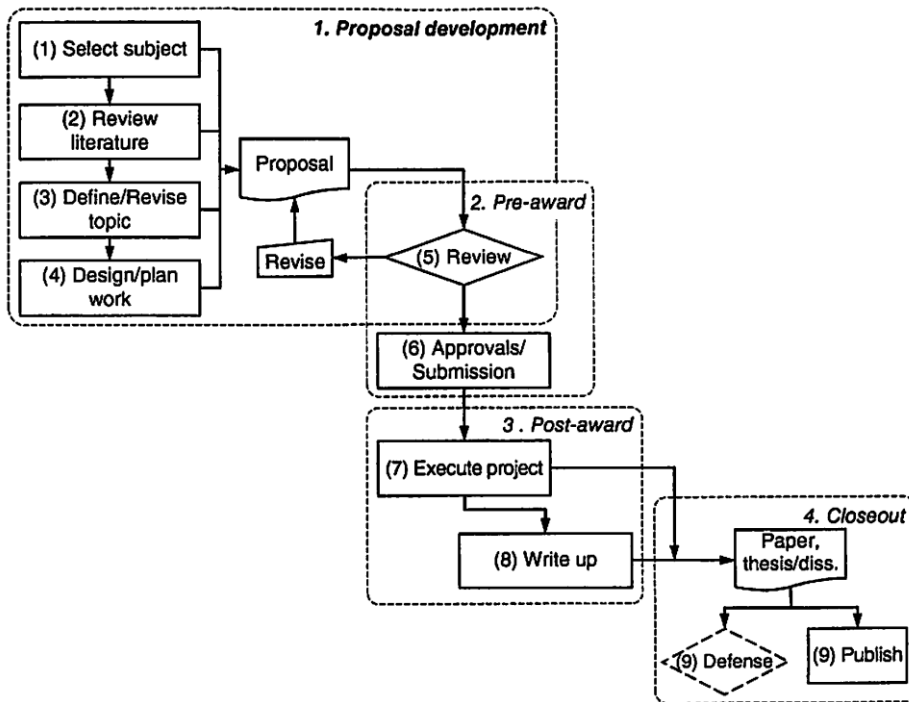 1. Proposal development
(1) Select subject
(2) Review
literature
Proposal
(3) Define/Revise
topic
2. Pre-award
(5) Review
Revise
(4) Design/plan
work
(6) Approvals/
Submission
3 . Post-award
(7) Execute project
4. Closeout
Paper,
thesis/diss.
(8) Write up
(9) Defense
(9) Publish